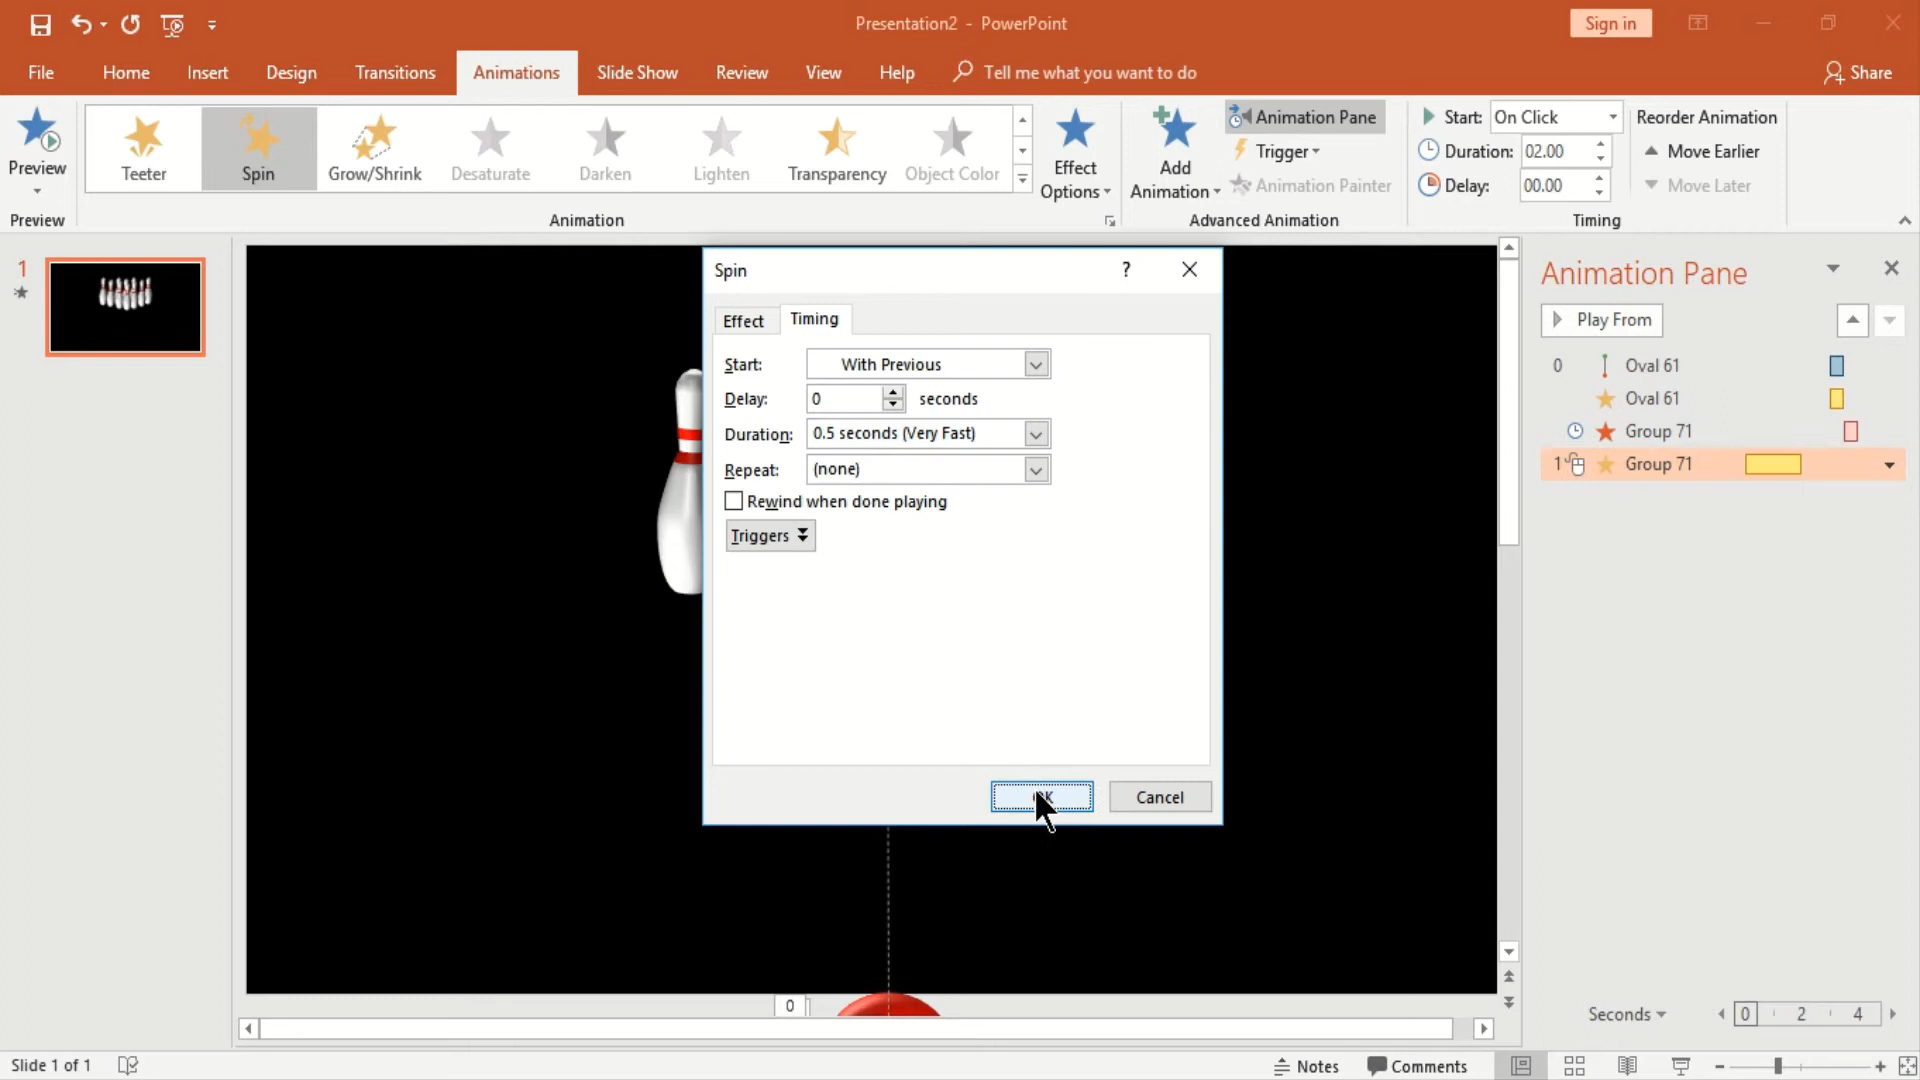 Presentation2 - PowerPoint
Sign in
File Home Insert Design Transitions Animations Slide Show Review View Help Tell me what you want to do Share
Preview
Teeter Spin Grow/Shrink Desaturate Darken Lighten Transparency Object Color
Effect Options
Add Animation
Animation Pane
Trigger
Animation Painter
Start: On Click
Duration: 02.00
Delay: 00.00
Reorder Animation
Move Earlier
Move Later
Preview Animation Advanced Animation Timing
1
Spin
?
Effect Timing
Start: With Previous
Delay: 0 seconds
Duration: 0.5 seconds (Very Fast)
Repeat: (none)
Rewind when done playing
Triggers
OK Cancel
0
Animation Pane
Play From
0 Oval 61
Oval 61
Group 71
1 Group 71
Seconds 0 2 4
Slide 1 of 1 Notes Comments